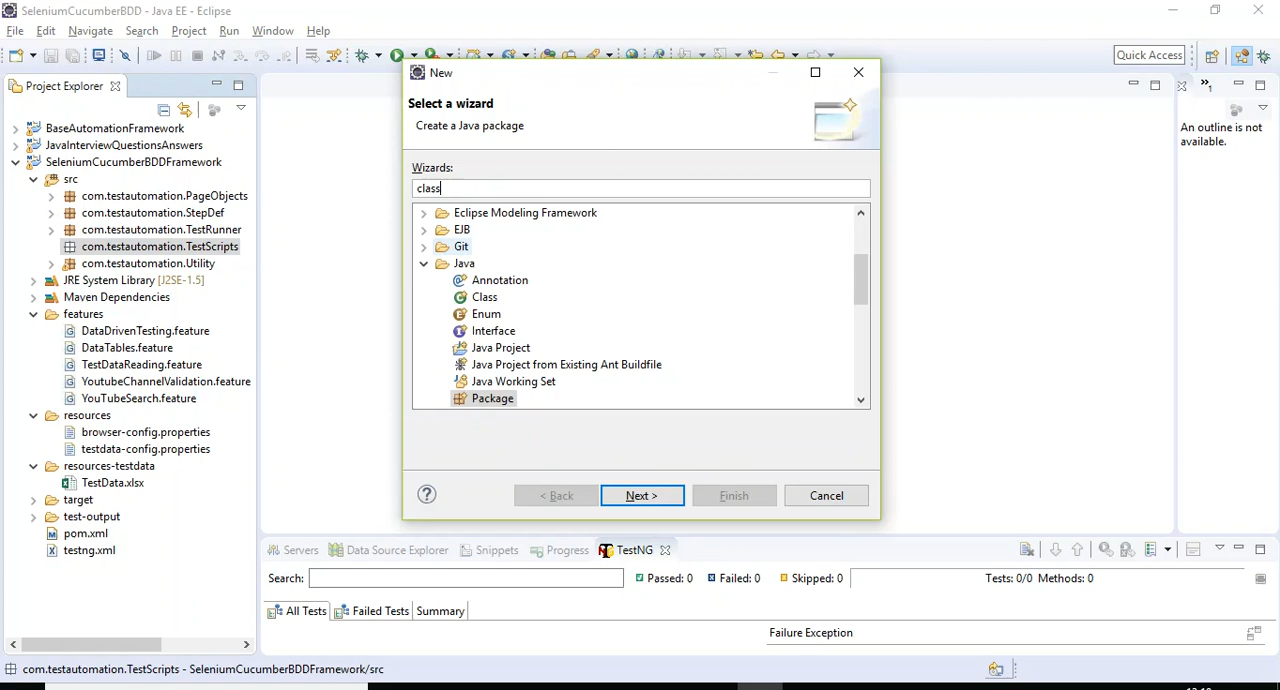 SeleniumCucumberBDD - Java EE - Eclipse
File Edit Navigate Search Project Run Window Help
Quick Access
Project Explorer
BaseAutomationFramework
JavaInterviewQuestionsAnswers
SeleniumCucumberBDDFramework
src
com.testautomation.PageObjects
com.testautomation.StepDef
com.testautomation.TestRunner
com.testautomation.TestScripts
com.testautomation.Utility
JRE System Library [J2SE-1.5]
Maven Dependencies
features
DataDrivenTesting.feature
DataTables.feature
TestDataReading.feature
YoutubeChannelValidation.feature
YouTubeSearch.feature
resources
browser-config.properties
testdata-config.properties
resources-testdata
TestData.xlsx
target
test-output
pom.xml
testng.xml
New
Select a wizard
Create a Java package
Wizards:
class
Eclipse Modeling Framework
EJB
Git
Java
Annotation
Class
Enum
Interface
Java Project
Java Project from Existing Ant Buildfile
Java Working Set
Package
< Back Next > Finish Cancel
An outline is not
available.
Servers Data Source Explorer Snippets Progress TestNG
Search: Passed: 0 Failed: 0 Skipped: 0 Tests: 0/0 Methods: 0
All Tests Failed Tests Summary
Failure Exception
com.testautomation.TestScripts - SeleniumCucumberBDDFramework/src